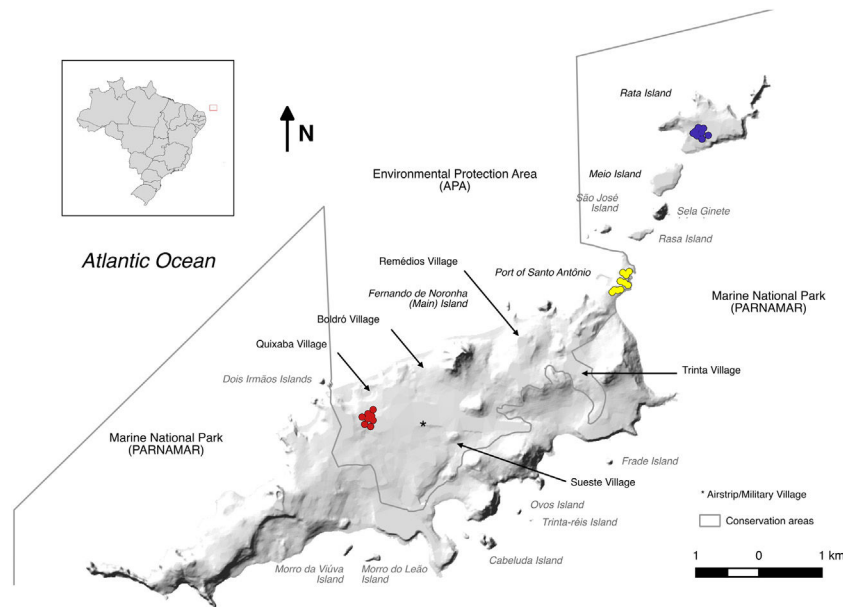 Rata Island
N
Meio Island
Environmental Protection Area
(APA)
São José
Island
Sela Ginete
Rasa Island
Atlantic Ocean
Remédios Village
Port of Santo Antônio
Fernando de Noronha
(Main) Island
Marine National Park
(PARNAMAR)
Boldró Village
Quixaba Village
Trinta Village
Dois Irmãos Islands
*
Marine National Park
(PARNAMAR)
Frade Island
Sueste Village
* Airstrip/Military Village
Ovos Island
Trinta-réis Island
Conservation areas
Cabeluda Island
Morro da Viúva
Island
Morro do Leão
Island
1 0 1 km